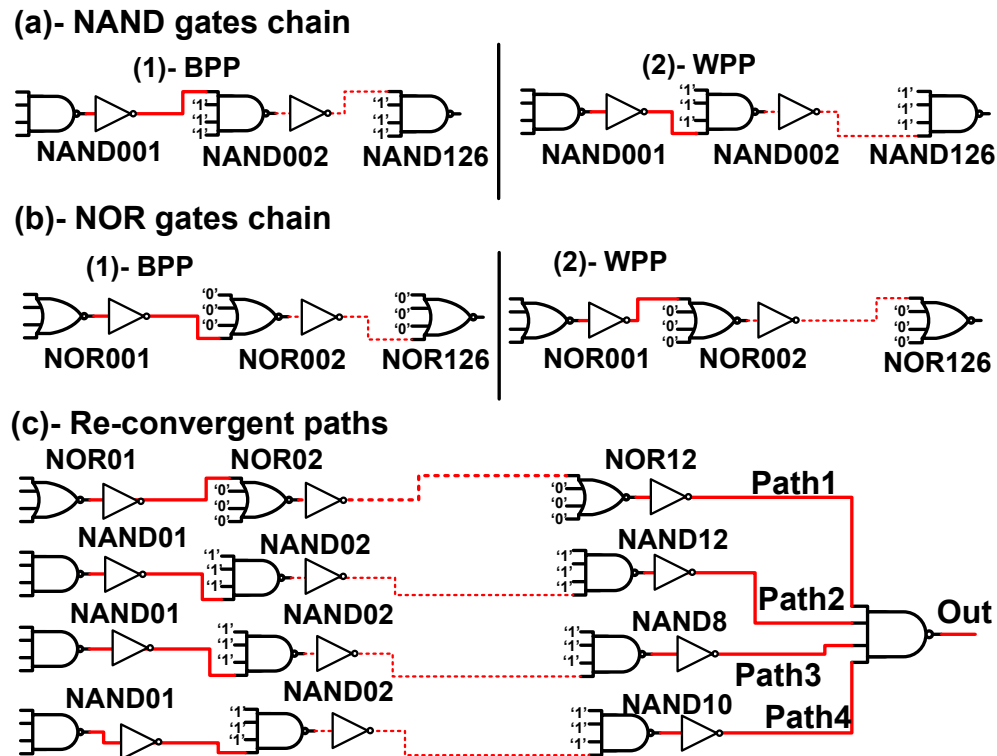 (a)- NAND gates chain
(1)- BPP
(2)- WPP
'1'
'1'
'1'
'1'
'1'
'1'
'1'
'1'
'1'
'1'
'1'
'1'
NAND001 NAND002 NAND126
NAND001 NAND002 NAND126
(b)- NOR gates chain
(1)- BPP
(2)- WPP
'0'
'0'
'0'
'0'
'0'
'0'
'0'
'0'
'0'
'0'
'0'
'0'
NOR001 NOR002 NOR126
NOR001 NOR002 NOR126
(c)- Re-convergent paths
NOR01 NOR02 NOR12
'0'
'0'
'0'
'0'
'0'
'0'
Path1
NAND01 NAND02 NAND12
'1'
'1'
'1'
'1'
'1'
'1'
Path2
Out
NAND01 NAND02 NAND8
'1'
'1'
'1'
'1'
'1'
'1'
Path3
NAND01 NAND02 NAND10
'1'
'1'
'1'
'1'
'1'
'1'
Path4